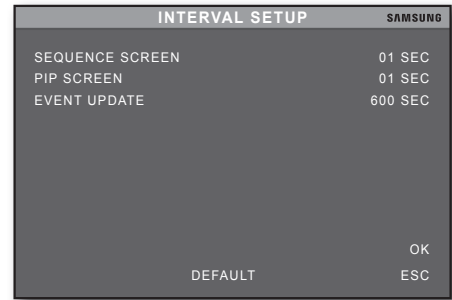 INTERVAL SETUP SAMSUNG
SEQUENCE SCREEN 01 SEC
PIP SCREEN 01 SEC
EVENT UPDATE 600 SEC
OK
DEFAULT ESC